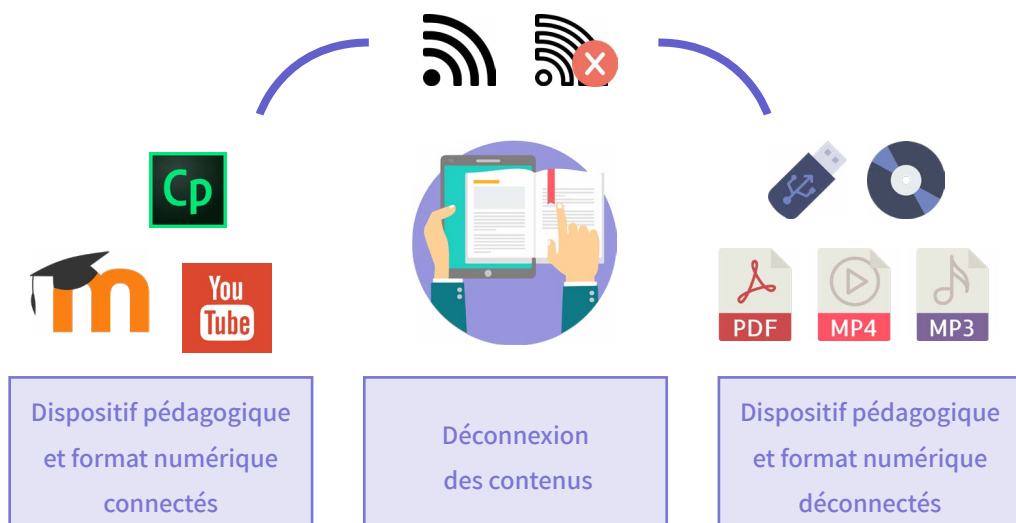 Cp
m
You
Tube
PDF
MP4
MP3
Dispositif pédagogique
et format numérique
connectés
Déconnexion
des contenus
Dispositif pédagogique
et format numérique
déconnectés